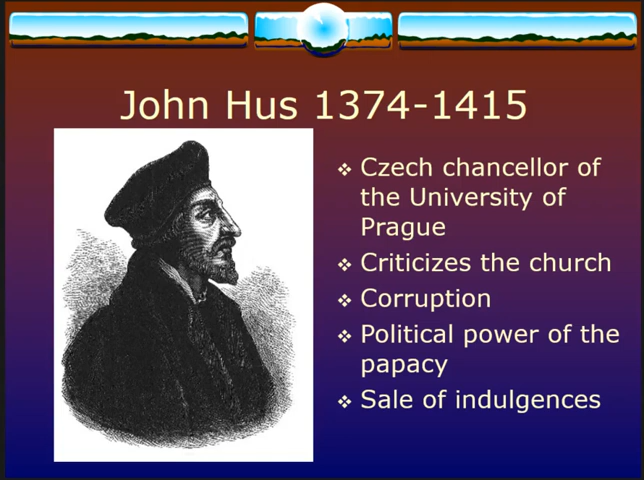 John Hus 1374-1415
❖ Czech chancellor of
the University of
Prague
❖ Criticizes the church
❖ Corruption
❖ Political power of the
papacy
❖ Sale of indulgences